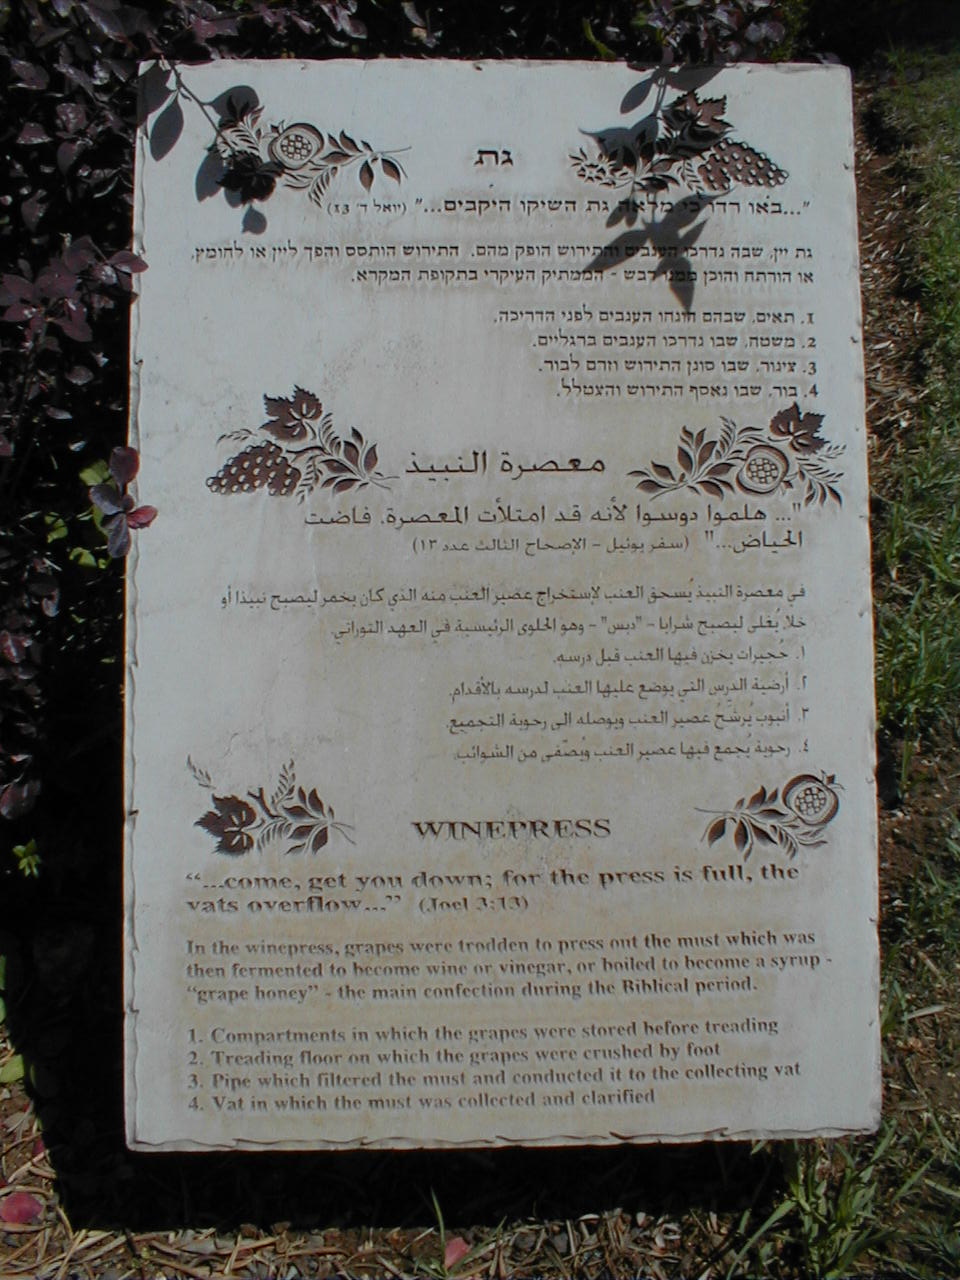 גת
"...באו רדו כי מלאה גת השיקו היקבים..." (יואל ד' 13)
גת יין, שבה נדרכו הענבים והתירוש הופק מהם. התירוש הותסס והפך ליין או לחומץ,
או הורתח והוכן ממנו דבש - הממתיק העיקרי בתקופת המקרא.
1. תאים, שבהם הונחו הענבים לפני הדריכה.
2. משטח, שבו נדרכו הענבים ברגליים.
3. צינור, שבו סונן התירוש וזרם לבור.
4. בור, שבו נאסף התירוש והצטלל.
معصرة النبيذ
"... هلموا دوسوا لأنه قد امتلأت المعصرة. فاضت
الحياض..." (سفر يوئيل - الإصحاح الثالث عدد ١٣)
في معصرة النبيذ يُسحق العنب لإستخراج عصير العنب منه الذي كان يخمر ليصبح نبيذا أو
خلا. يُغلى ليصبح شرابا - "دبس" - وهو الحلوى الرئيسية في العهد التوراتي.
١. حُجيرات يخزن فيها العنب قبل درسه.
٢. أرضية الدرس التي يوضع عليها العنب لدرسه بالأقدام.
٣. أنبوب يُرشّحُ عصير العنب ويوصله الى رحوبة التجميع.
٤. رحوبة يُجمع فيها عصير العنب ويُصفّى من الشوائب.
WINEPRESS
“...come, get you down; for the press is full, the
vats overflow...” (Joel 3:13)
In the winepress, grapes were trodden to press out the must which was
then fermented to become wine or vinegar, or boiled to become a syrup -
“grape honey” - the main confection during the Biblical period.
1. Compartments in which the grapes were stored before treading
2. Treading floor on which the grapes were crushed by foot
3. Pipe which filtered the must and conducted it to the collecting vat
4. Vat in which the must was collected and clarified